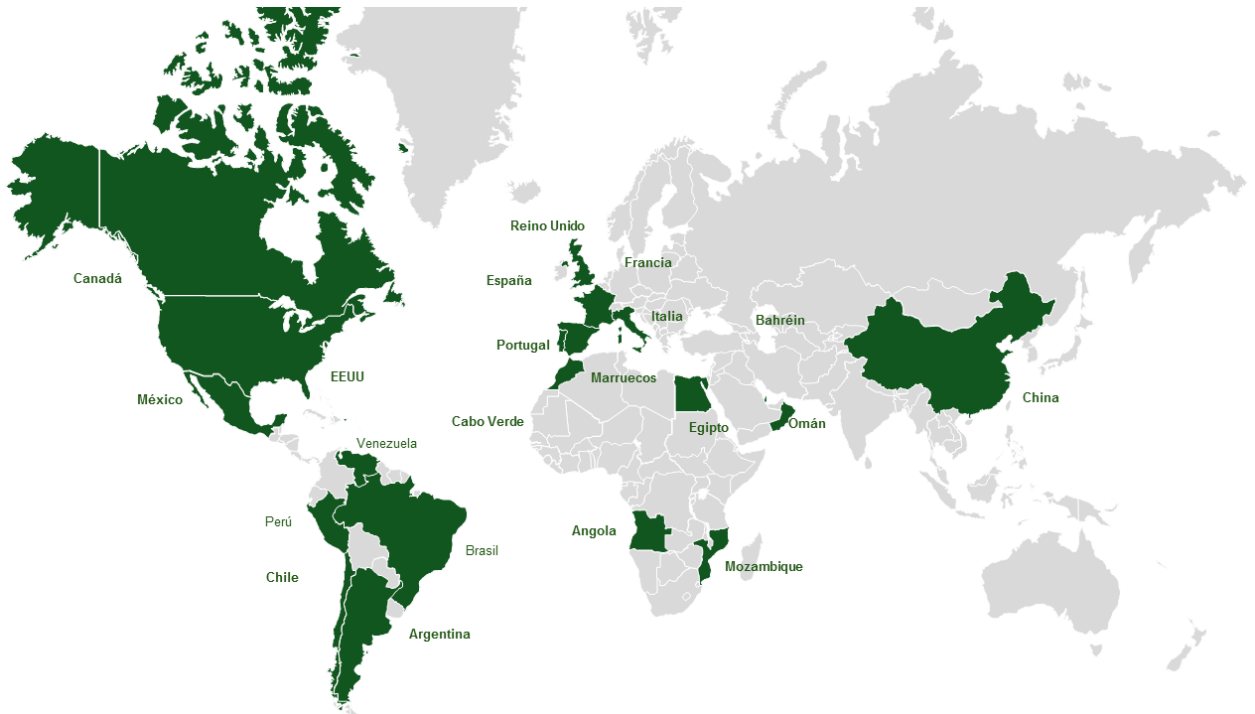 Reino Unido
Francia
Canadá
España
Italia
Bahréin
Portugal
EEUU
Marruecos
México
China
Cabo Verde
Egipto
Omán
Venezuela
Perú
Angola
Brasil
Mozambique
Chile
Argentina